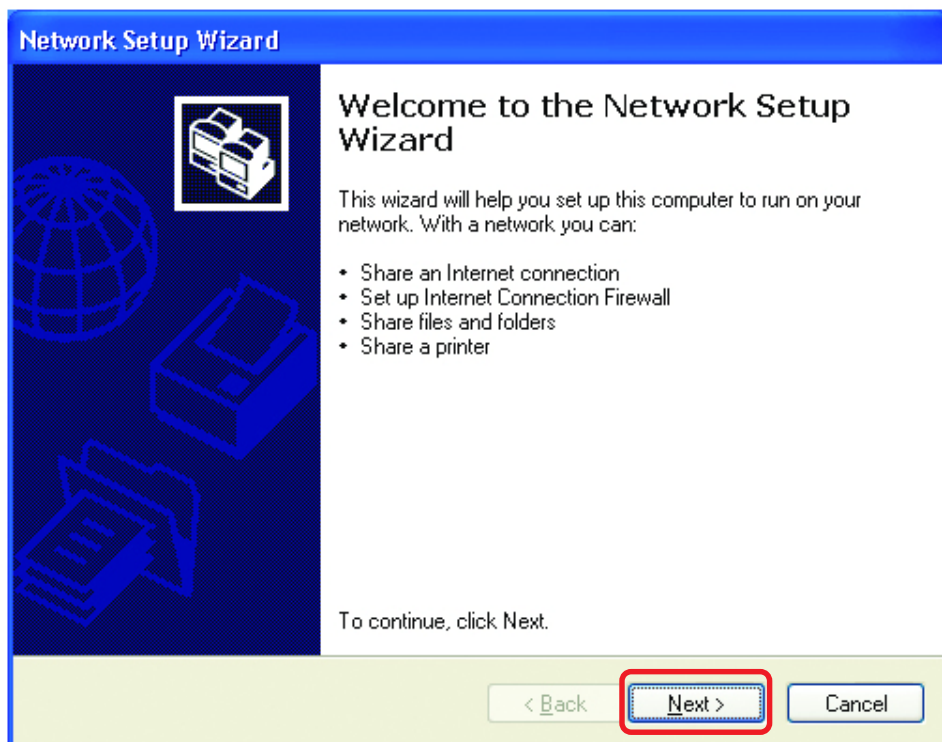 Network Setup Wizard
Welcome to the Network Setup
Wizard
This wizard will help you set up this computer to run on your
network. With a network you can:
• Share an Internet connection
• Set up Internet Connection Firewall
• Share files and folders
• Share a printer
To continue, click Next.
< Back Next > Cancel